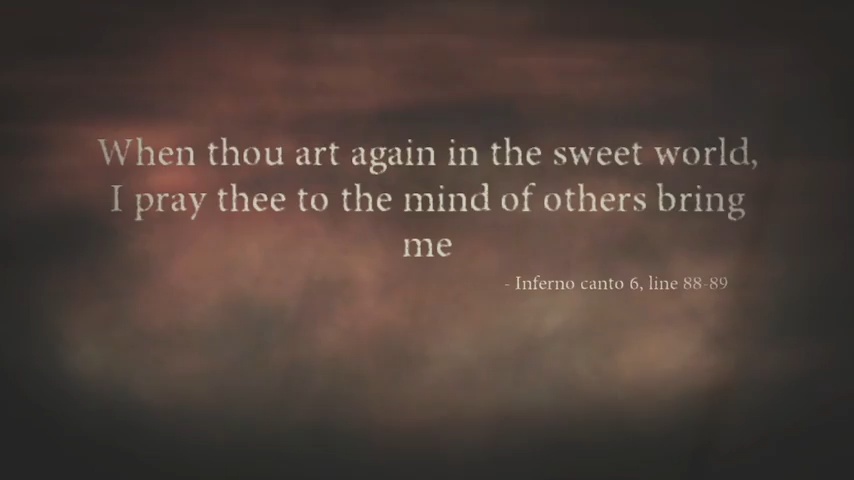 When thou art again in the sweet world,
I pray thee to the mind of others bring
me
- Inferno canto 6, line 88-89